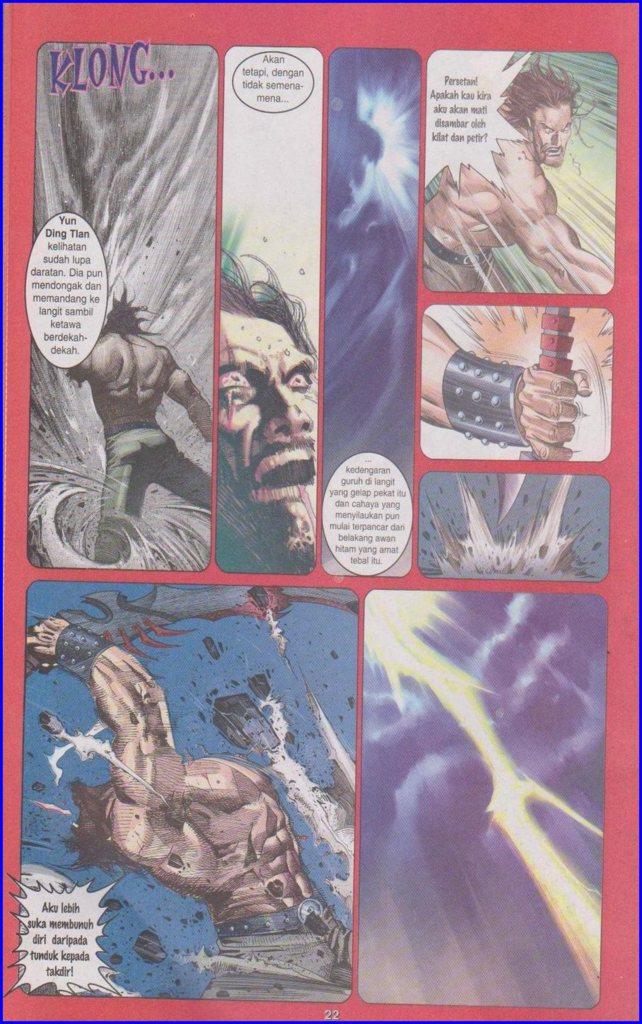 KLONG...
Yun
Ding Tian
kelihatan
sudah lupa
daratan. Dia pun
mendongak dan
memandang ke
langit sambil
ketawa
berdekah-
dekah.
Akan
tetapi, dengan
tidak semena-
mena...
...
kedengaran
guruh di langit
yang gelap pekat itu
dan cahaya yang
menyilaukan pun
mulai terpancar dari
belakang awan
hitam yang amat
tebal itu.
Persetan!
Apakah kau kira
aku akan mati
disambar oleh
kilat dan petir?
Aku lebih
suka membunuh
diri daripada
tunduk kepada
takdir!
22